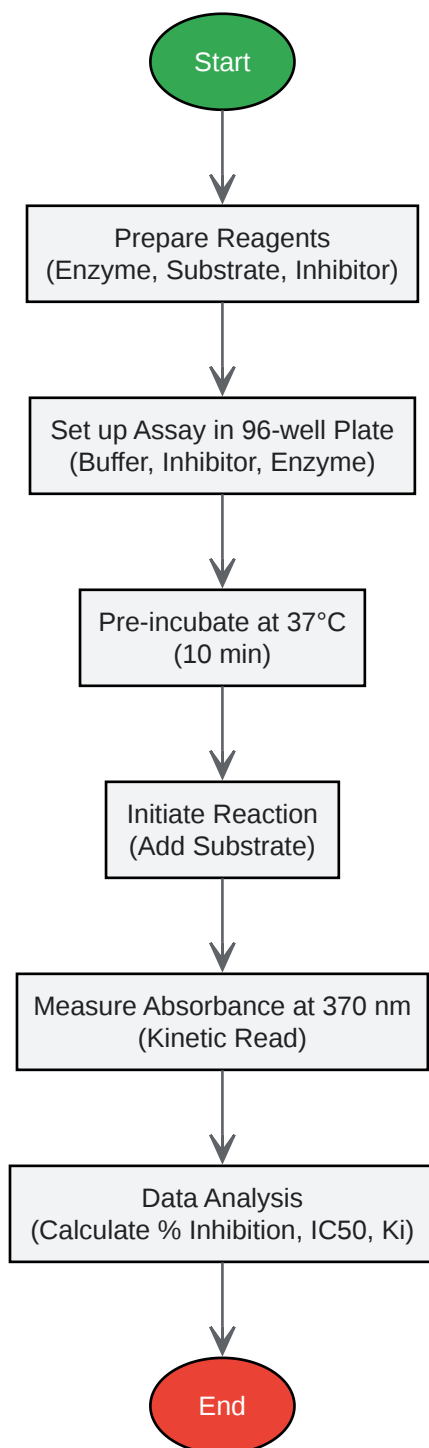 Start
Prepare Reagents
(Enzyme, Substrate, Inhibitor)
Set up Assay in 96-well Plate
(Buffer, Inhibitor, Enzyme)
Pre-incubate at 37°C
(10 min)
Initiate Reaction
(Add Substrate)
Measure Absorbance at 370 nm
(Kinetic Read)
Data Analysis
(Calculate % Inhibition, IC50, Ki)
End